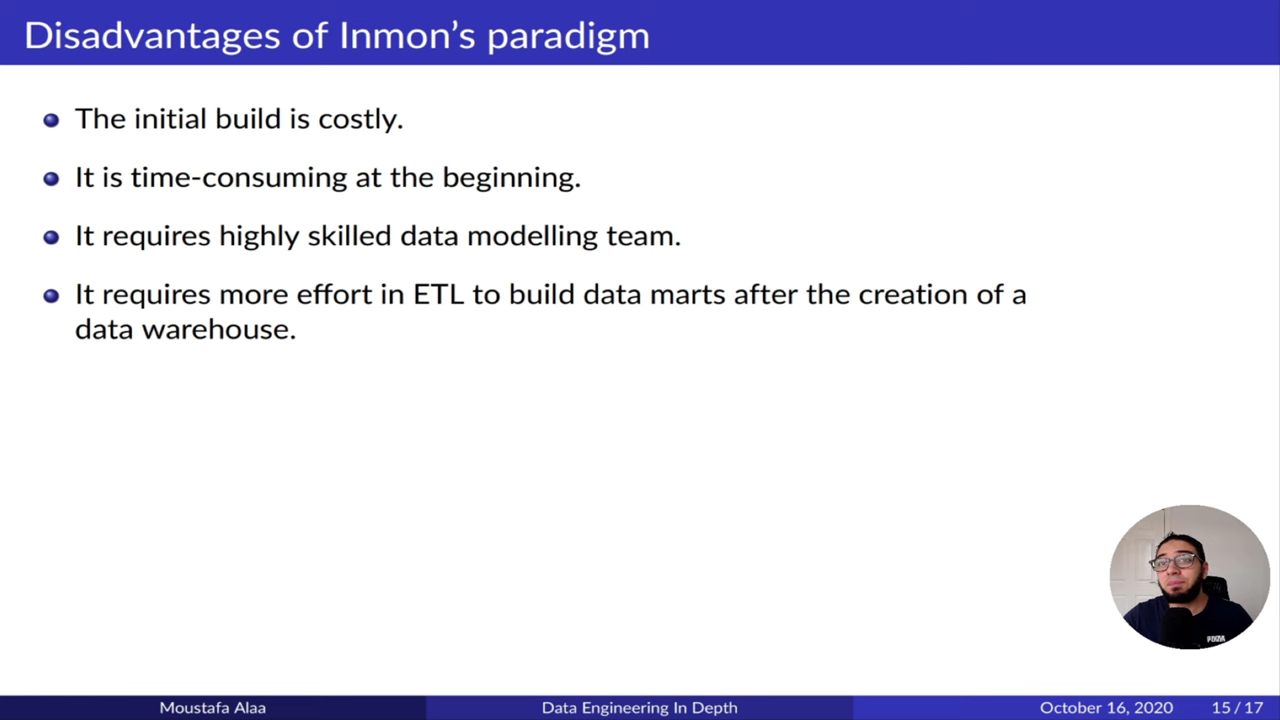 Disadvantages of Inmon's paradigm
The initial build is costly.
It is time-consuming at the beginning.
It requires highly skilled data modelling team.
It requires more effort in ETL to build data marts after the creation of a
data warehouse.
PUMA
Moustafa Alaa
Data Engineering In Depth
October 16, 2020
15 / 17